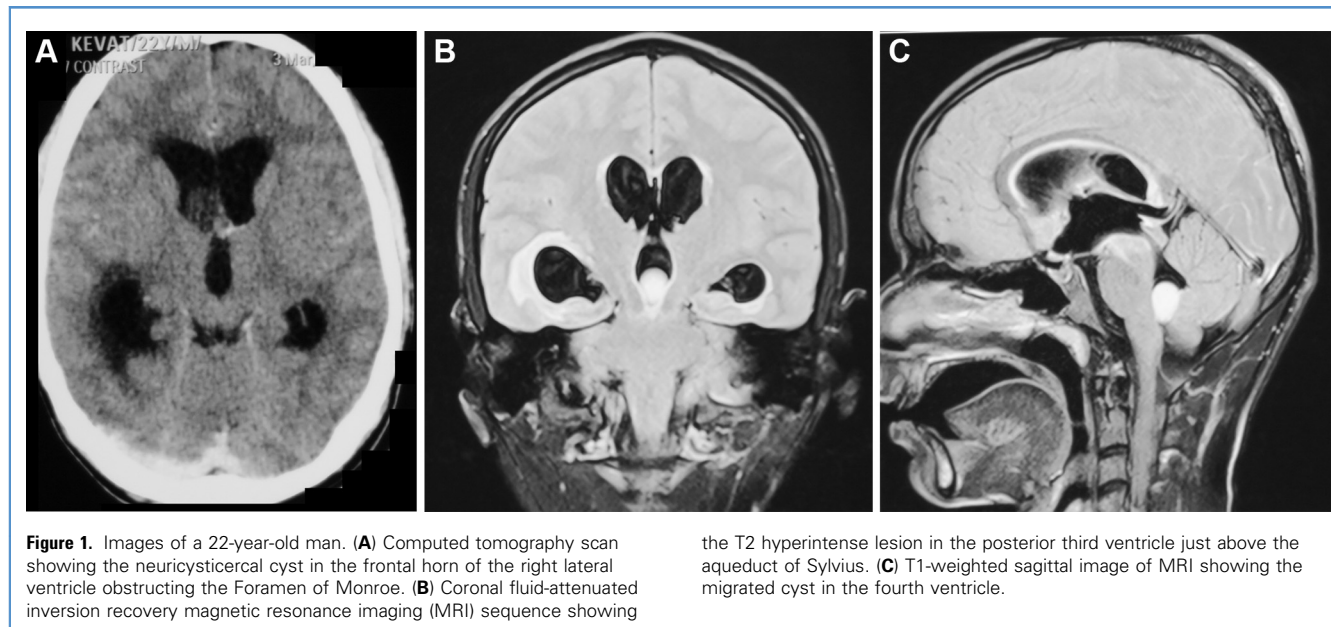 A
KEVAT/22Y/M/
/ CONTRAST
3 Mar
B
C
Figure 1. Images of a 22-year-old man. (A) Computed tomography scan
showing the neuricysticercal cyst in the frontal horn of the right lateral
ventricle obstructing the Foramen of Monroe. (B) Coronal fluid-attenuated
inversion recovery magnetic resonance imaging (MRI) sequence showing
the T2 hyperintense lesion in the posterior third ventricle just above the
aqueduct of Sylvius. (C) T1-weighted sagittal image of MRI showing the
migrated cyst in the fourth ventricle.